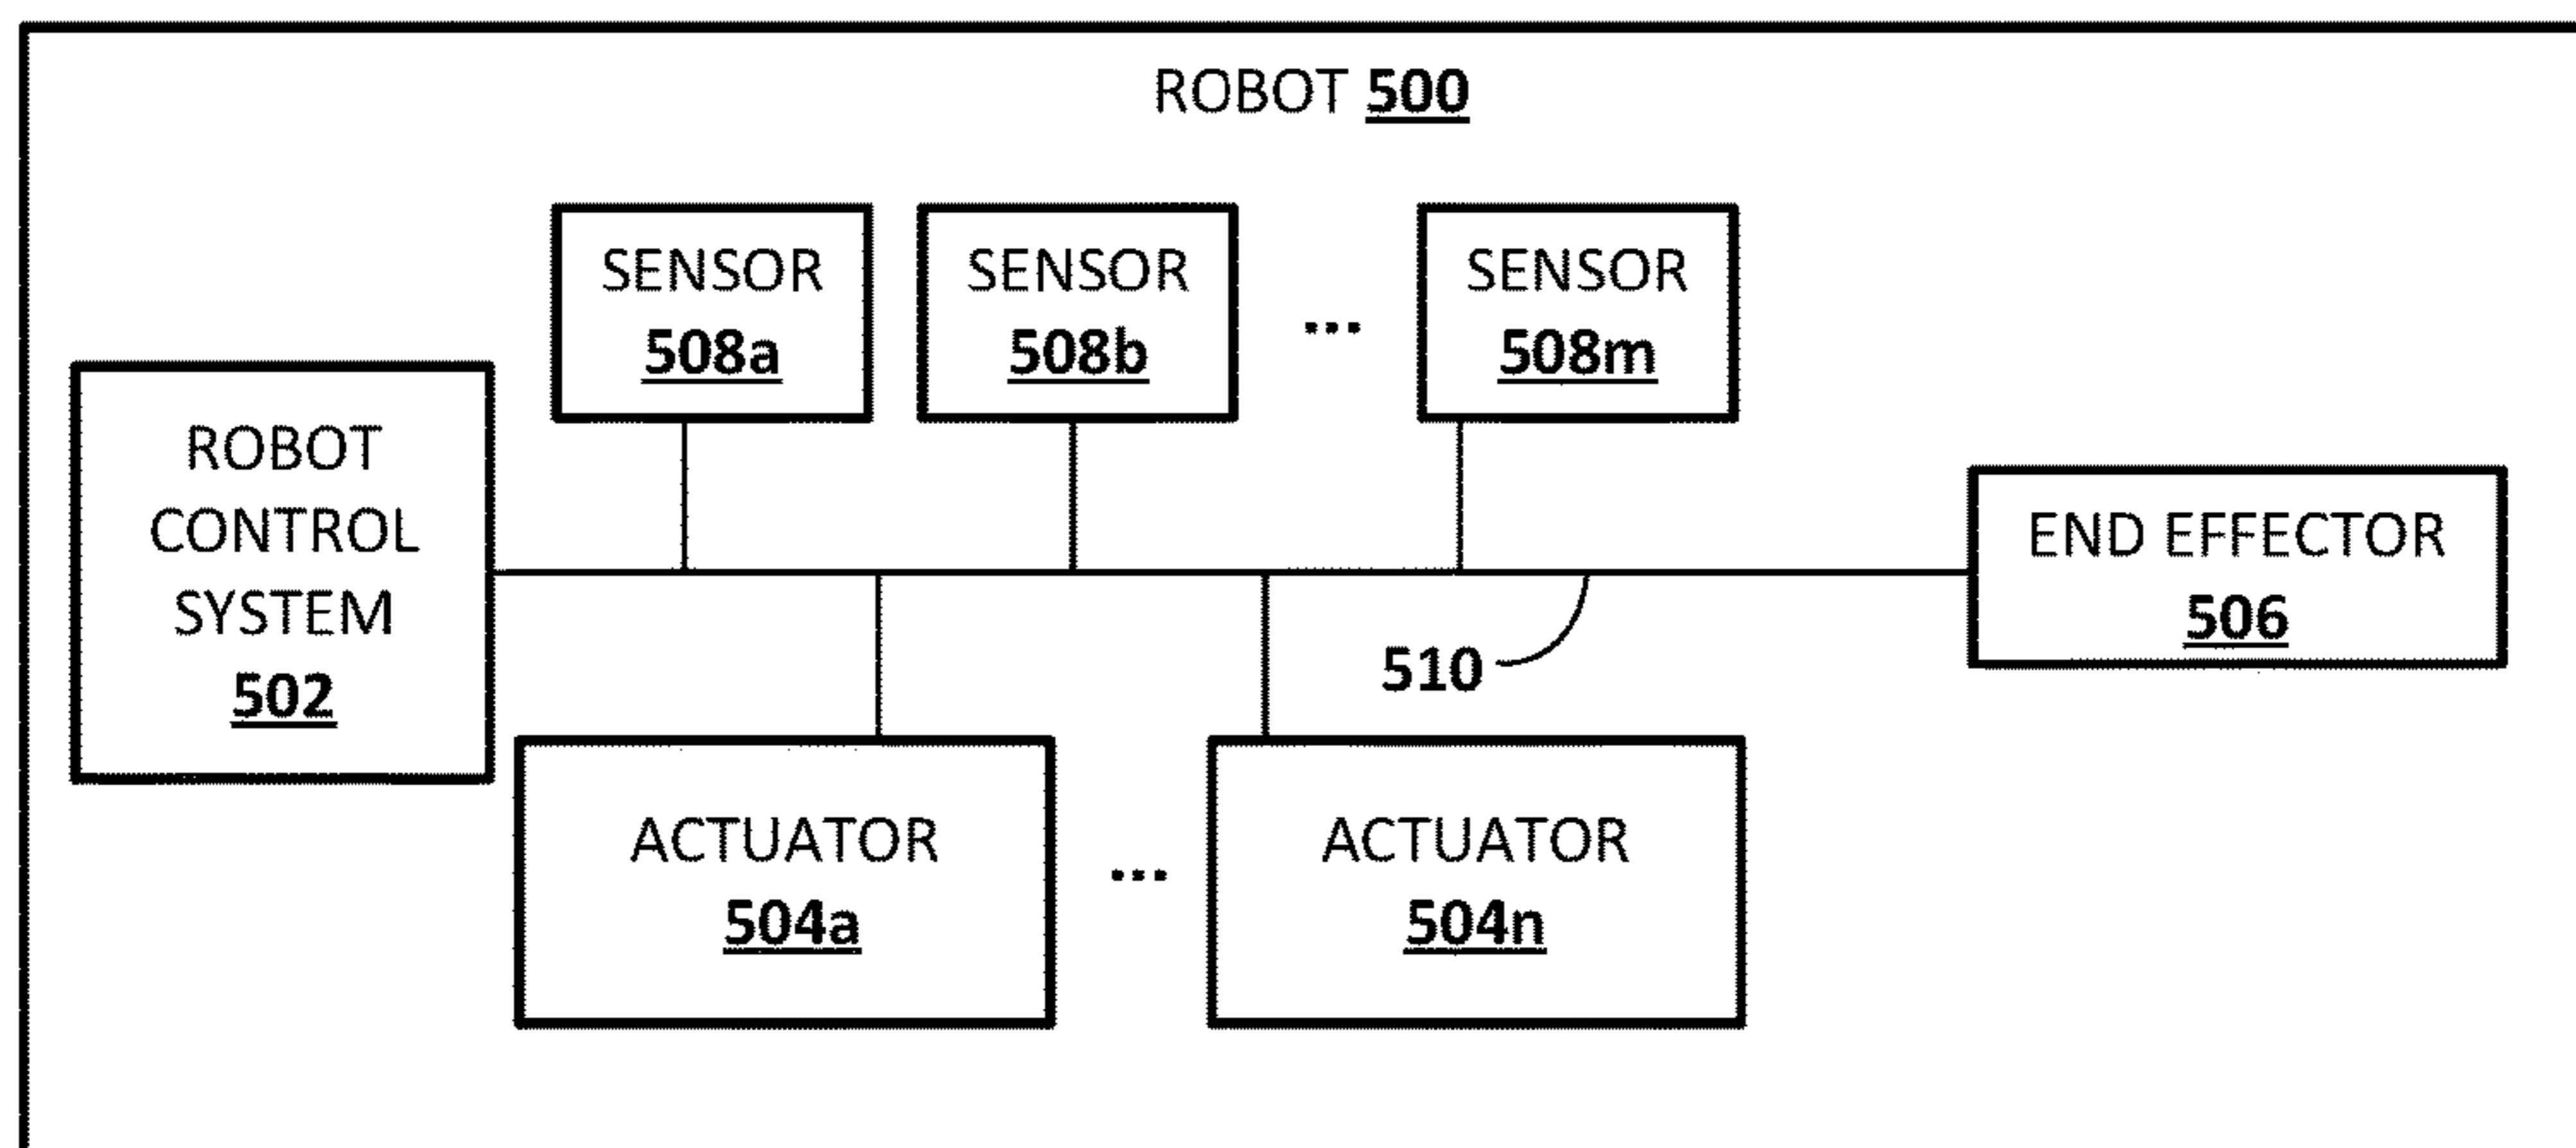 ROBOT 500
SENSOR
508a
SENSOR
508b
...
SENSOR
508m
ROBOT
CONTROL
SYSTEM
502
END EFFECTOR
506
510
ACTUATOR
504a
...
ACTUATOR
504n